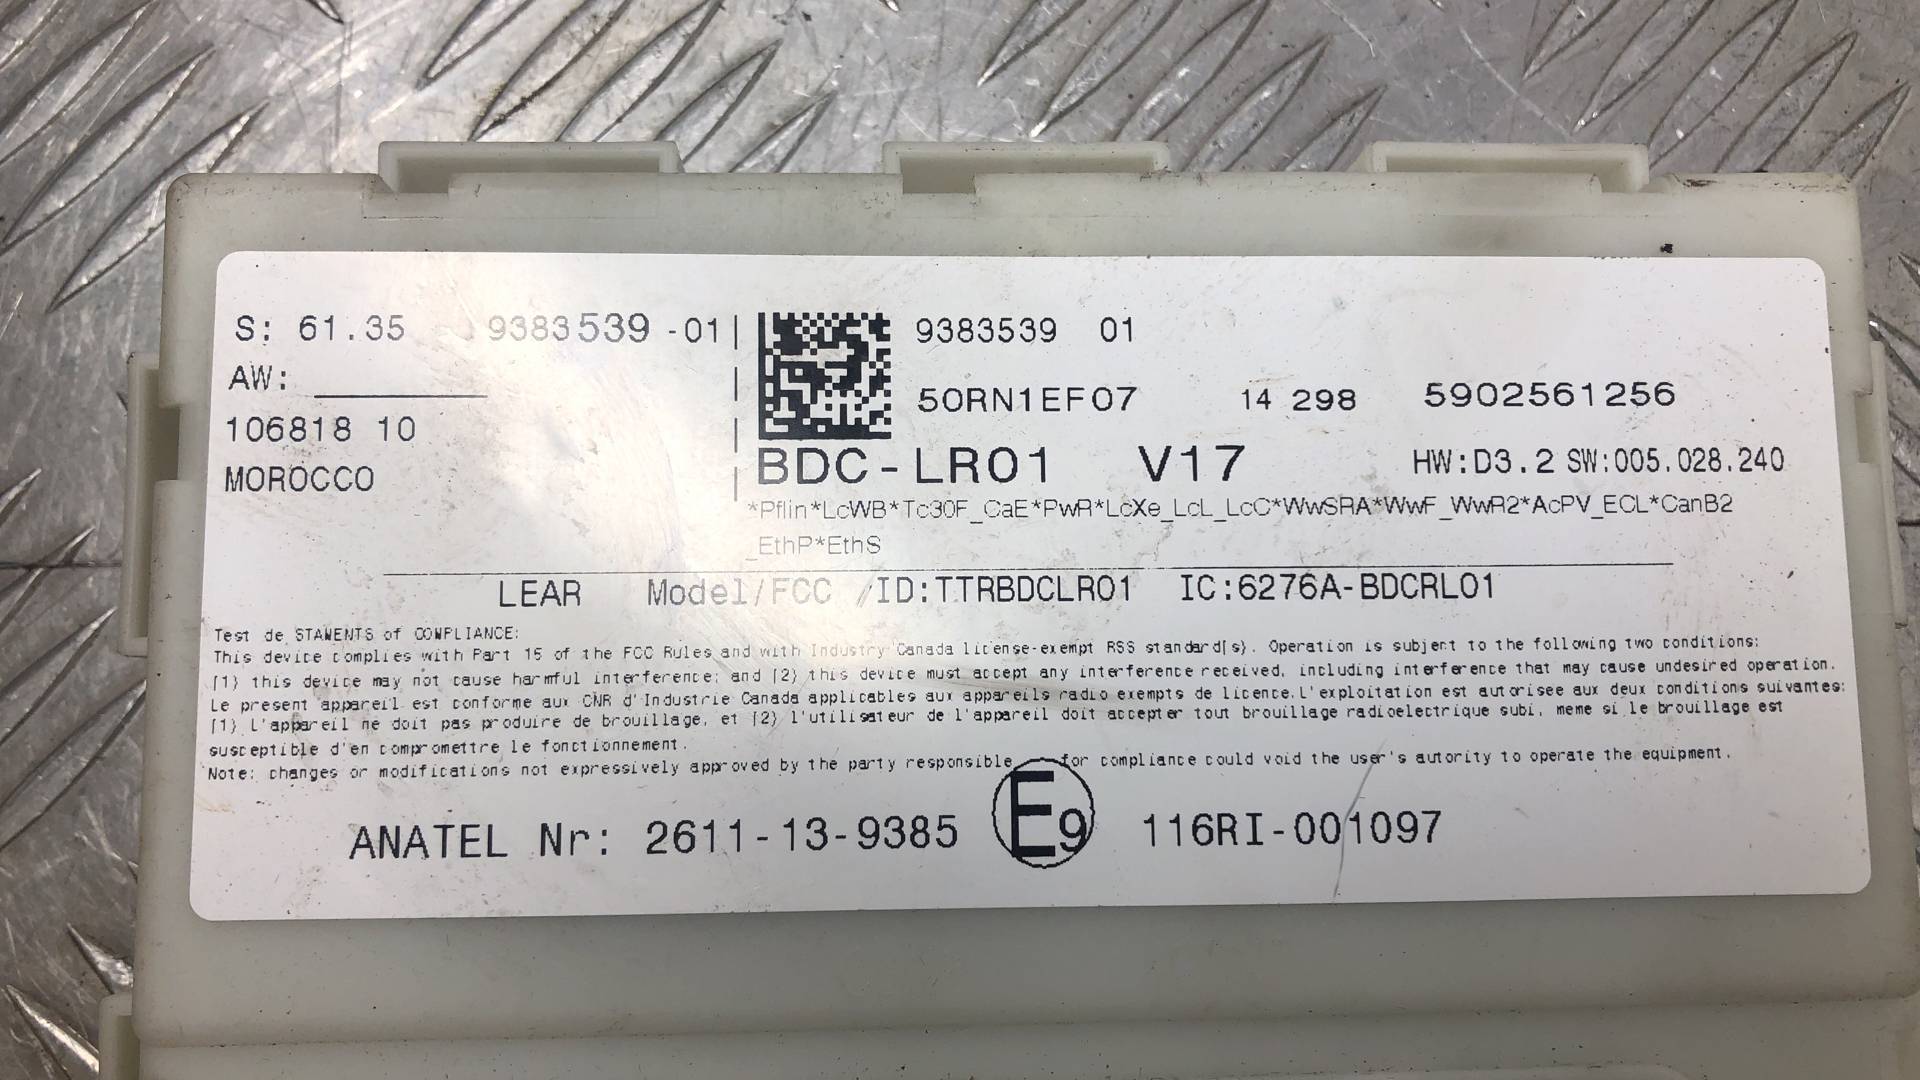 S: 61.35 9383539-01|
AW:
106818 10
MOROCCO
9383539 01
50RN1EF07 14 298 5902561256
BDC-LR01 V17 HW:D3.2 SW:005.028.240
*Pflin*LcWB*Tc30F_CaE*PwR*LcXe_LcL_LcC*WwSRA*WwF_WwR2*AcPV_ECL*CanB2
_EthP*EthS
LEAR Model/FCC /ID:TTRBDCLR01 IC:6276A-BDCRL01
Test de STAMENTS of COMPLIANCE:
This device complies with Part 15 of the FCC Rules and with Industry Canada license-exempt RSS standard(s). Operation is subject to the following two conditions:
(1) this device may not cause harmful interference; and (2) this device must accept any interference received, including interference that may cause undesired operation.
Le present appareil est conforme aux CNR d'Industrie Canada applicables aux appareils radio exempts de licence.L'exploitation est autorisee aux deux conditions suivantes:
(1) L'appareil ne doit pas produire de brouillage, et (2) l'utilisateur de l'appareil doit accepter tout brouillage radioelectrique subi, meme si le brouillage est
susceptible d'en compromettre le fonctionnement.
Note: changes or modifications not expressively approved by the party responsible for compliance could void the user's autority to operate the equipment.
ANATEL Nr: 2611-13-9385 E9 116RI-001097